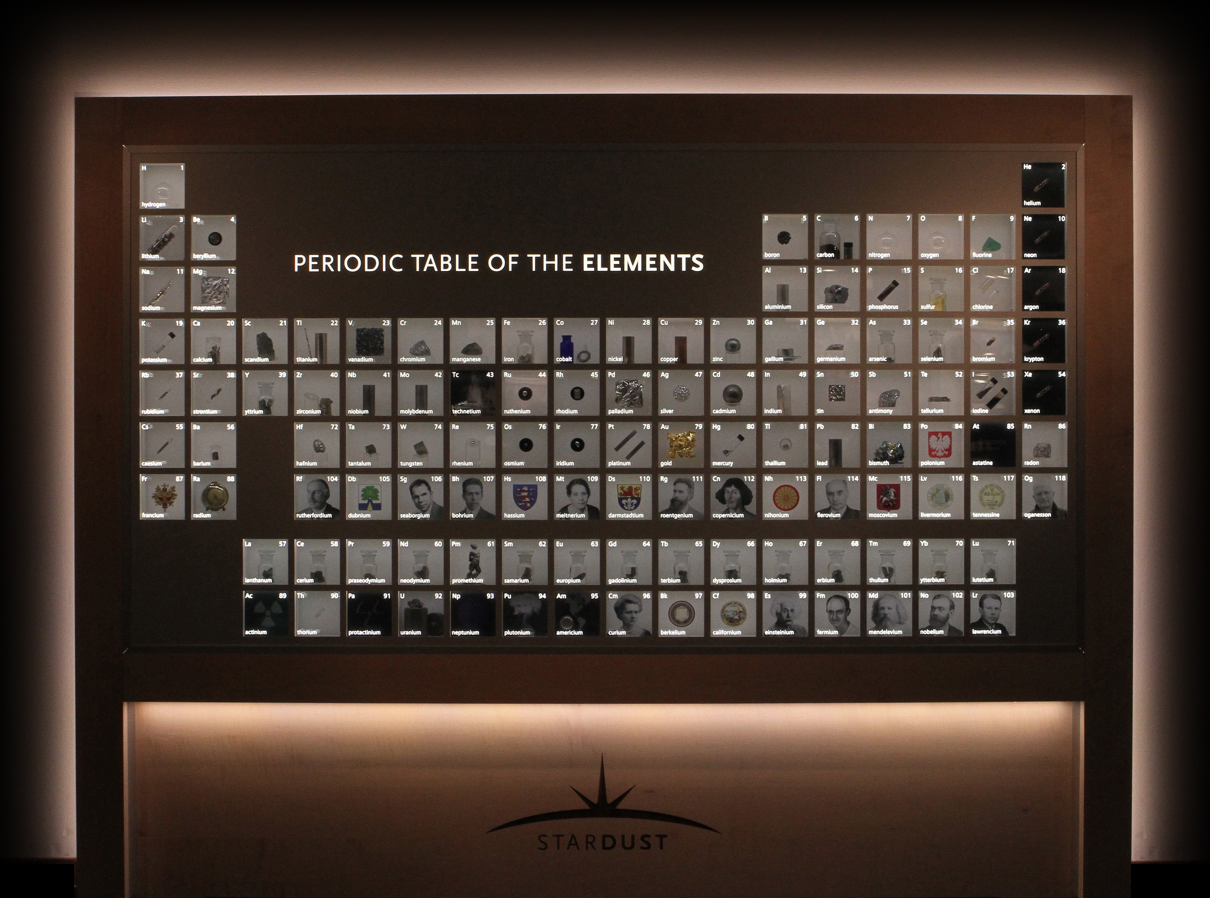 H 1
hydrogen
He 2
helium
Li 3
lithium
Be 4
beryllium
B 5
boron
C 6
carbon
N 7
nitrogen
O 8
oxygen
F 9
fluorine
Ne 10
neon
PERIODIC TABLE OF THE ELEMENTS
Na 11
sodium
Mg 12
magnesium
Al 13
aluminium
Si 14
silicon
P 15
phosphorus
S 16
sulfur
Cl 17
chlorine
Ar 18
argon
K 19
potassium
Ca 20
calcium
Sc 21
scandium
Ti 22
titanium
V 23
vanadium
Cr 24
chromium
Mn 25
manganese
Fe 26
iron
Co 27
cobalt
Ni 28
nickel
Cu 29
copper
Zn 30
zinc
Ga 31
gallium
Ge 32
germanium
As 33
arsenic
Se 34
selenium
Br 35
bromium
Kr 36
krypton
Rb 37
rubidium
Sr 38
strontium
Y 39
yttrium
Zr 40
zirconium
Nb 41
niobium
Mo 42
molybdenum
Tc 43
technetium
Ru 44
ruthenium
Rh 45
rhodium
Pd 46
palladium
Ag 47
silver
Cd 48
cadmium
In 49
indium
Sn 50
tin
Sb 51
antimony
Te 52
tellurium
I 53
iodine
Xe 54
xenon
Cs 55
caesium
Ba 56
barium
Hf 72
hafnium
Ta 73
tantalum
W 74
tungsten
Re 75
rhenium
Os 76
osmium
Ir 77
iridium
Pt 78
platinum
Au 79
gold
Hg 80
mercury
Tl 81
thallium
Pb 82
lead
Bi 83
bismuth
Po 84
polonium
At 85
astatine
Rn 86
radon
Fr 87
francium
Ra 88
radium
Rf 104
rutherfordium
Db 105
dubnium
Sg 106
seaborgium
Bh 107
bohrium
Hs 108
hassium
Mt 109
meitnerium
Ds 110
darmstadtium
Rg 111
roentgenium
Cn 112
copernicium
Nh 113
nihonium
Fl 114
flerovium
Mc 115
moscovium
Lv 116
livermorium
Ts 117
tennessine
Og 118
oganesson
La 57
lanthanum
Ce 58
cerium
Pr 59
praseodymium
Nd 60
neodymium
Pm 61
promethium
Sm 62
samarium
Eu 63
europium
Gd 64
gadolinium
Tb 65
terbium
Dy 66
dysprosium
Ho 67
holmium
Er 68
erbium
Tm 69
thulium
Yb 70
ytterbium
Lu 71
lutetium
Ac 89
actinium
Th 90
thorium
Pa 91
protactinium
U 92
uranium
Np 93
neptunium
Pu 94
plutonium
Am 95
americium
Cm 96
curium
Bk 97
berkelium
Cf 98
californium
Es 99
einsteinium
Fm 100
fermium
Md 101
mendelevium
No 102
nobelium
Lr 103
lawrencium
STARDUST